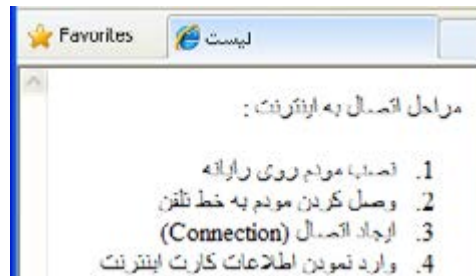 Favorites
لیست
مراحل اتصال به اینترنت :
1. نصب مودم روی رایانه
2. وصل کردن مودم به خط تلفن
3. ایجاد اتصال (Connection)
4. وارد نمودن اطلاعات کارت اینترنت